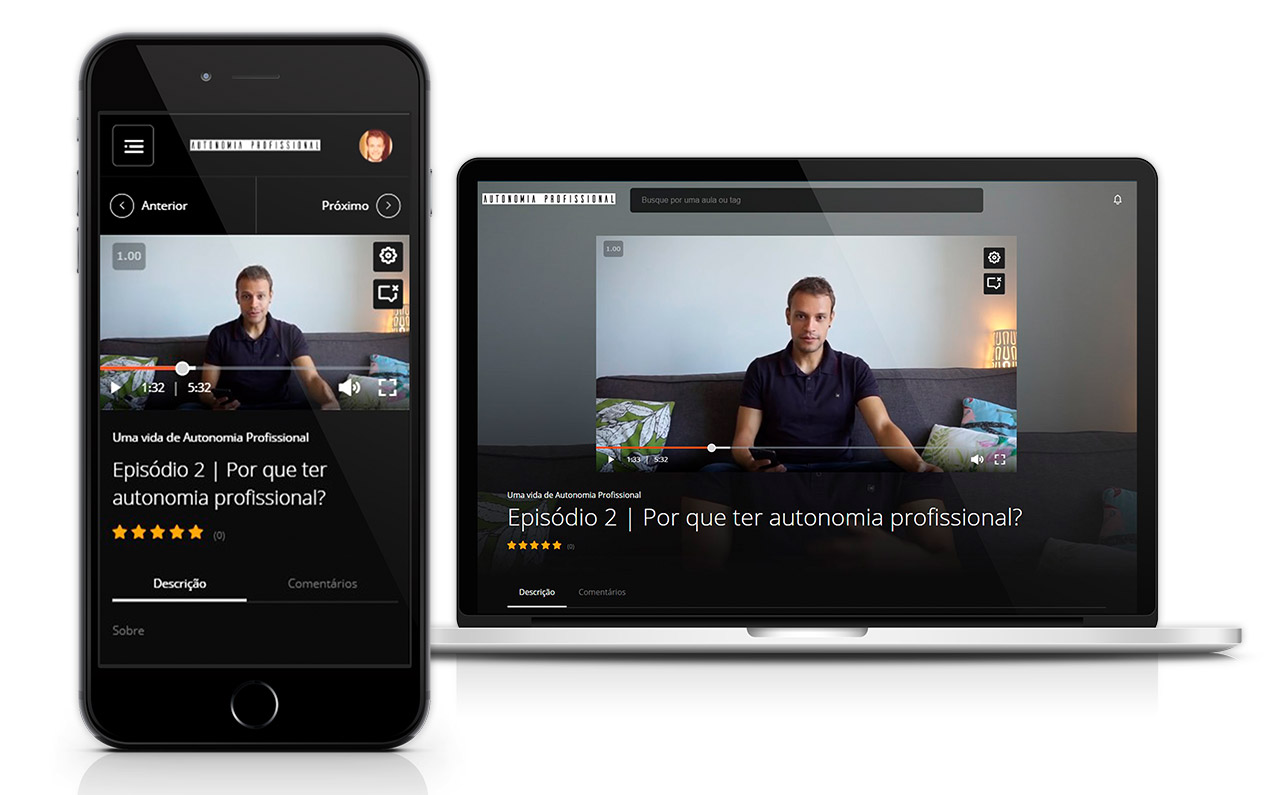 AUTONOMIA PROFISSIONAL
Anterior
Próximo
1.00
1:32 | 5:32
Uma vida de Autonomia Profissional
Episódio 2 | Por que ter
autonomia profissional?
(0)
Descrição
Comentários
Sobre
AUTONOMIA PROFISSIONAL
Busque por uma aula ou tag
1.00
1:33 | 5:32
Uma vida de Autonomia Profissional
Episódio 2 | Por que ter autonomia profissional?
(0)
Descrição
Comentários